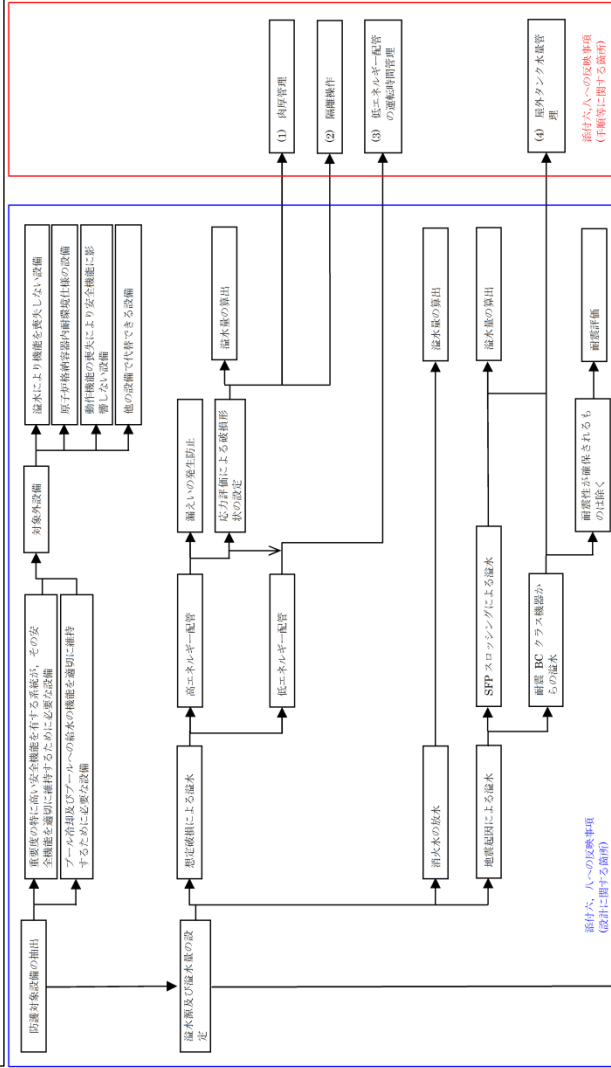 防護対象設備の抽出
重要度の特に高い安全機能を有する系統が，その安
全機能を適切に維持するために必要な設備
プール冷却及びプールへの給水の機能を適切に維持
するために必要な設備
対象外設備
溢水により機能を喪失しない設備
原子炉格納容器内耐環境仕様の設備
動作機能の喪失により安全機能に影
響しない設備
他の設備で代替できる設備
溢水源及び溢水量の設
定
想定破損による溢水
高エネルギー配管
漏えいの発生防止
応力評価による破損形
状の設定
溢水量の算出
低エネルギー配管
消火水の放水
溢水量の算出
地震起因による溢水
SFP スロッシングによる溢水
溢水量の算出
耐震 BC クラス機器か
らの溢水
耐震性が確保されるも
のは除く
耐震評価
添付六，八への反映事項
(設計に関する箇所)
(1) 肉厚管理
(2) 隔離操作
(3) 低エネルギー配管
の運転時間管理
(4) 屋外タンク水量管
理
添付六,八への反映事項
(手順等に関する箇所)